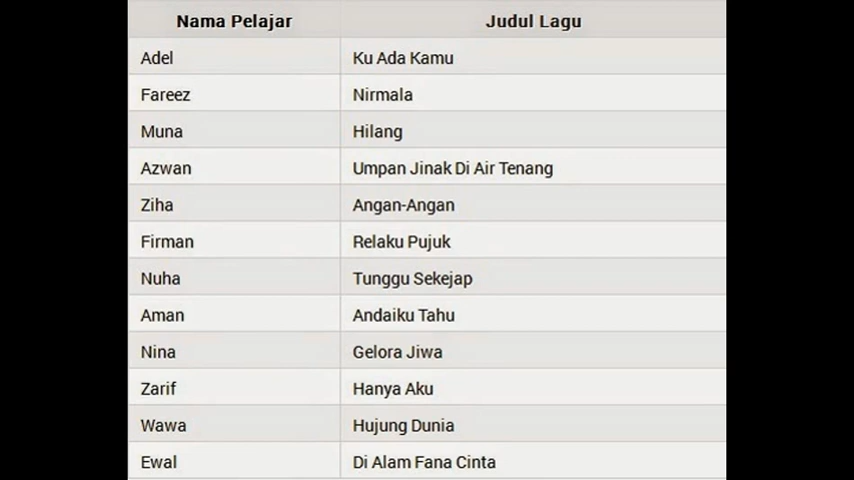 Nama Pelajar Judul Lagu
Adel Ku Ada Kamu
Fareez Nirmala
Muna Hilang
Azwan Umpan Jinak Di Air Tenang
Ziha Angan-Angan
Firman Relaku Pujuk
Nuha Tunggu Sekejap
Aman Andaiku Tahu
Nina Gelora Jiwa
Zarif Hanya Aku
Wawa Hujung Dunia
Ewal Di Alam Fana Cinta